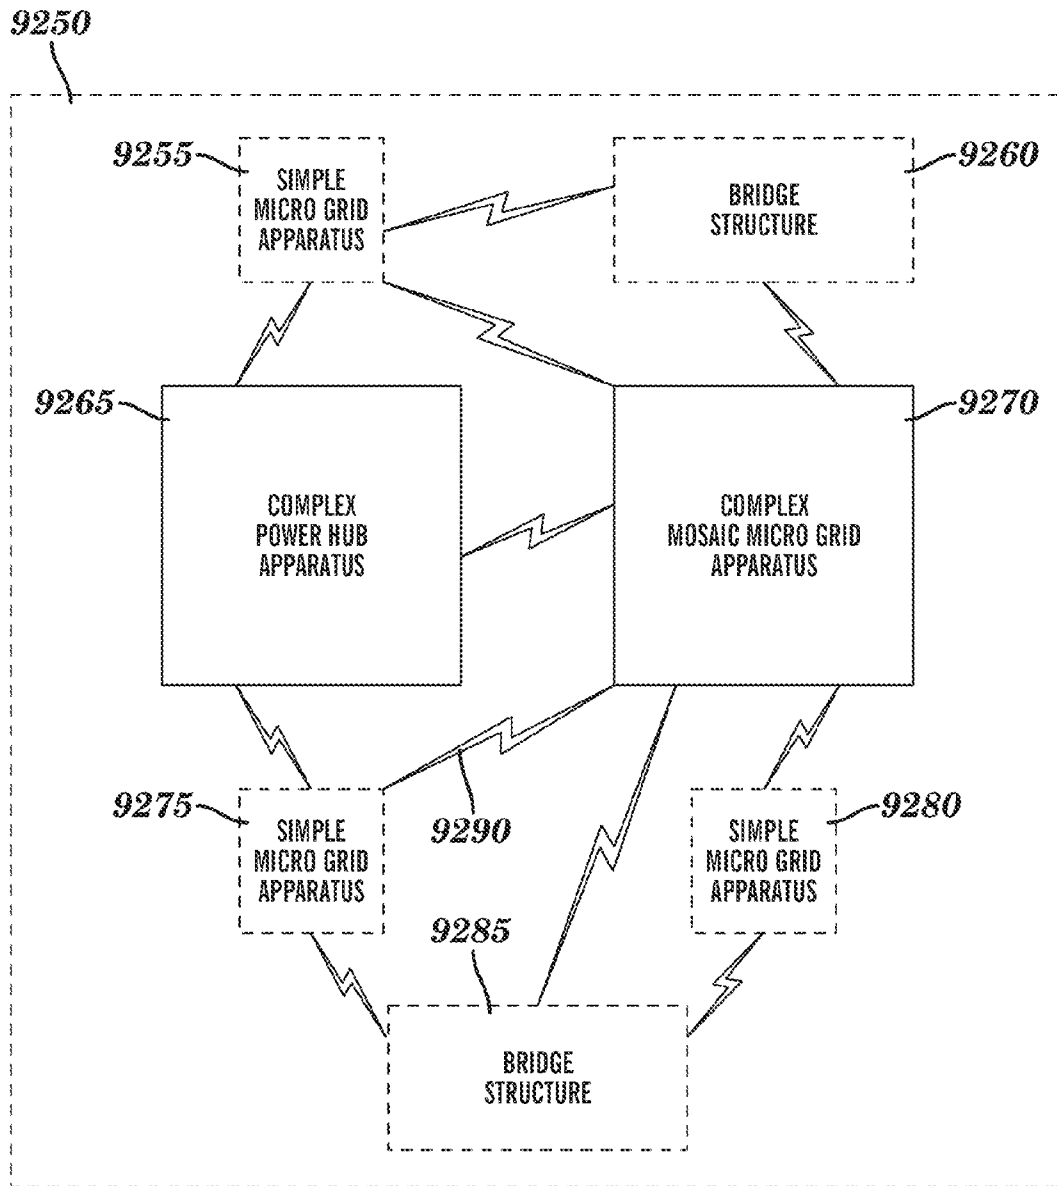 9250
9255
SIMPLE
MICRO GRID
APPARATUS
BRIDGE
STRUCTURE
9260
9265
COMPLEX
POWER HUB
APPARATUS
COMPLEX
MOSAIC MICRO GRID
APPARATUS
9270
9275
SIMPLE
MICRO GRID
APPARATUS
9290
SIMPLE
MICRO GRID
APPARATUS
9280
9285
BRIDGE
STRUCTURE